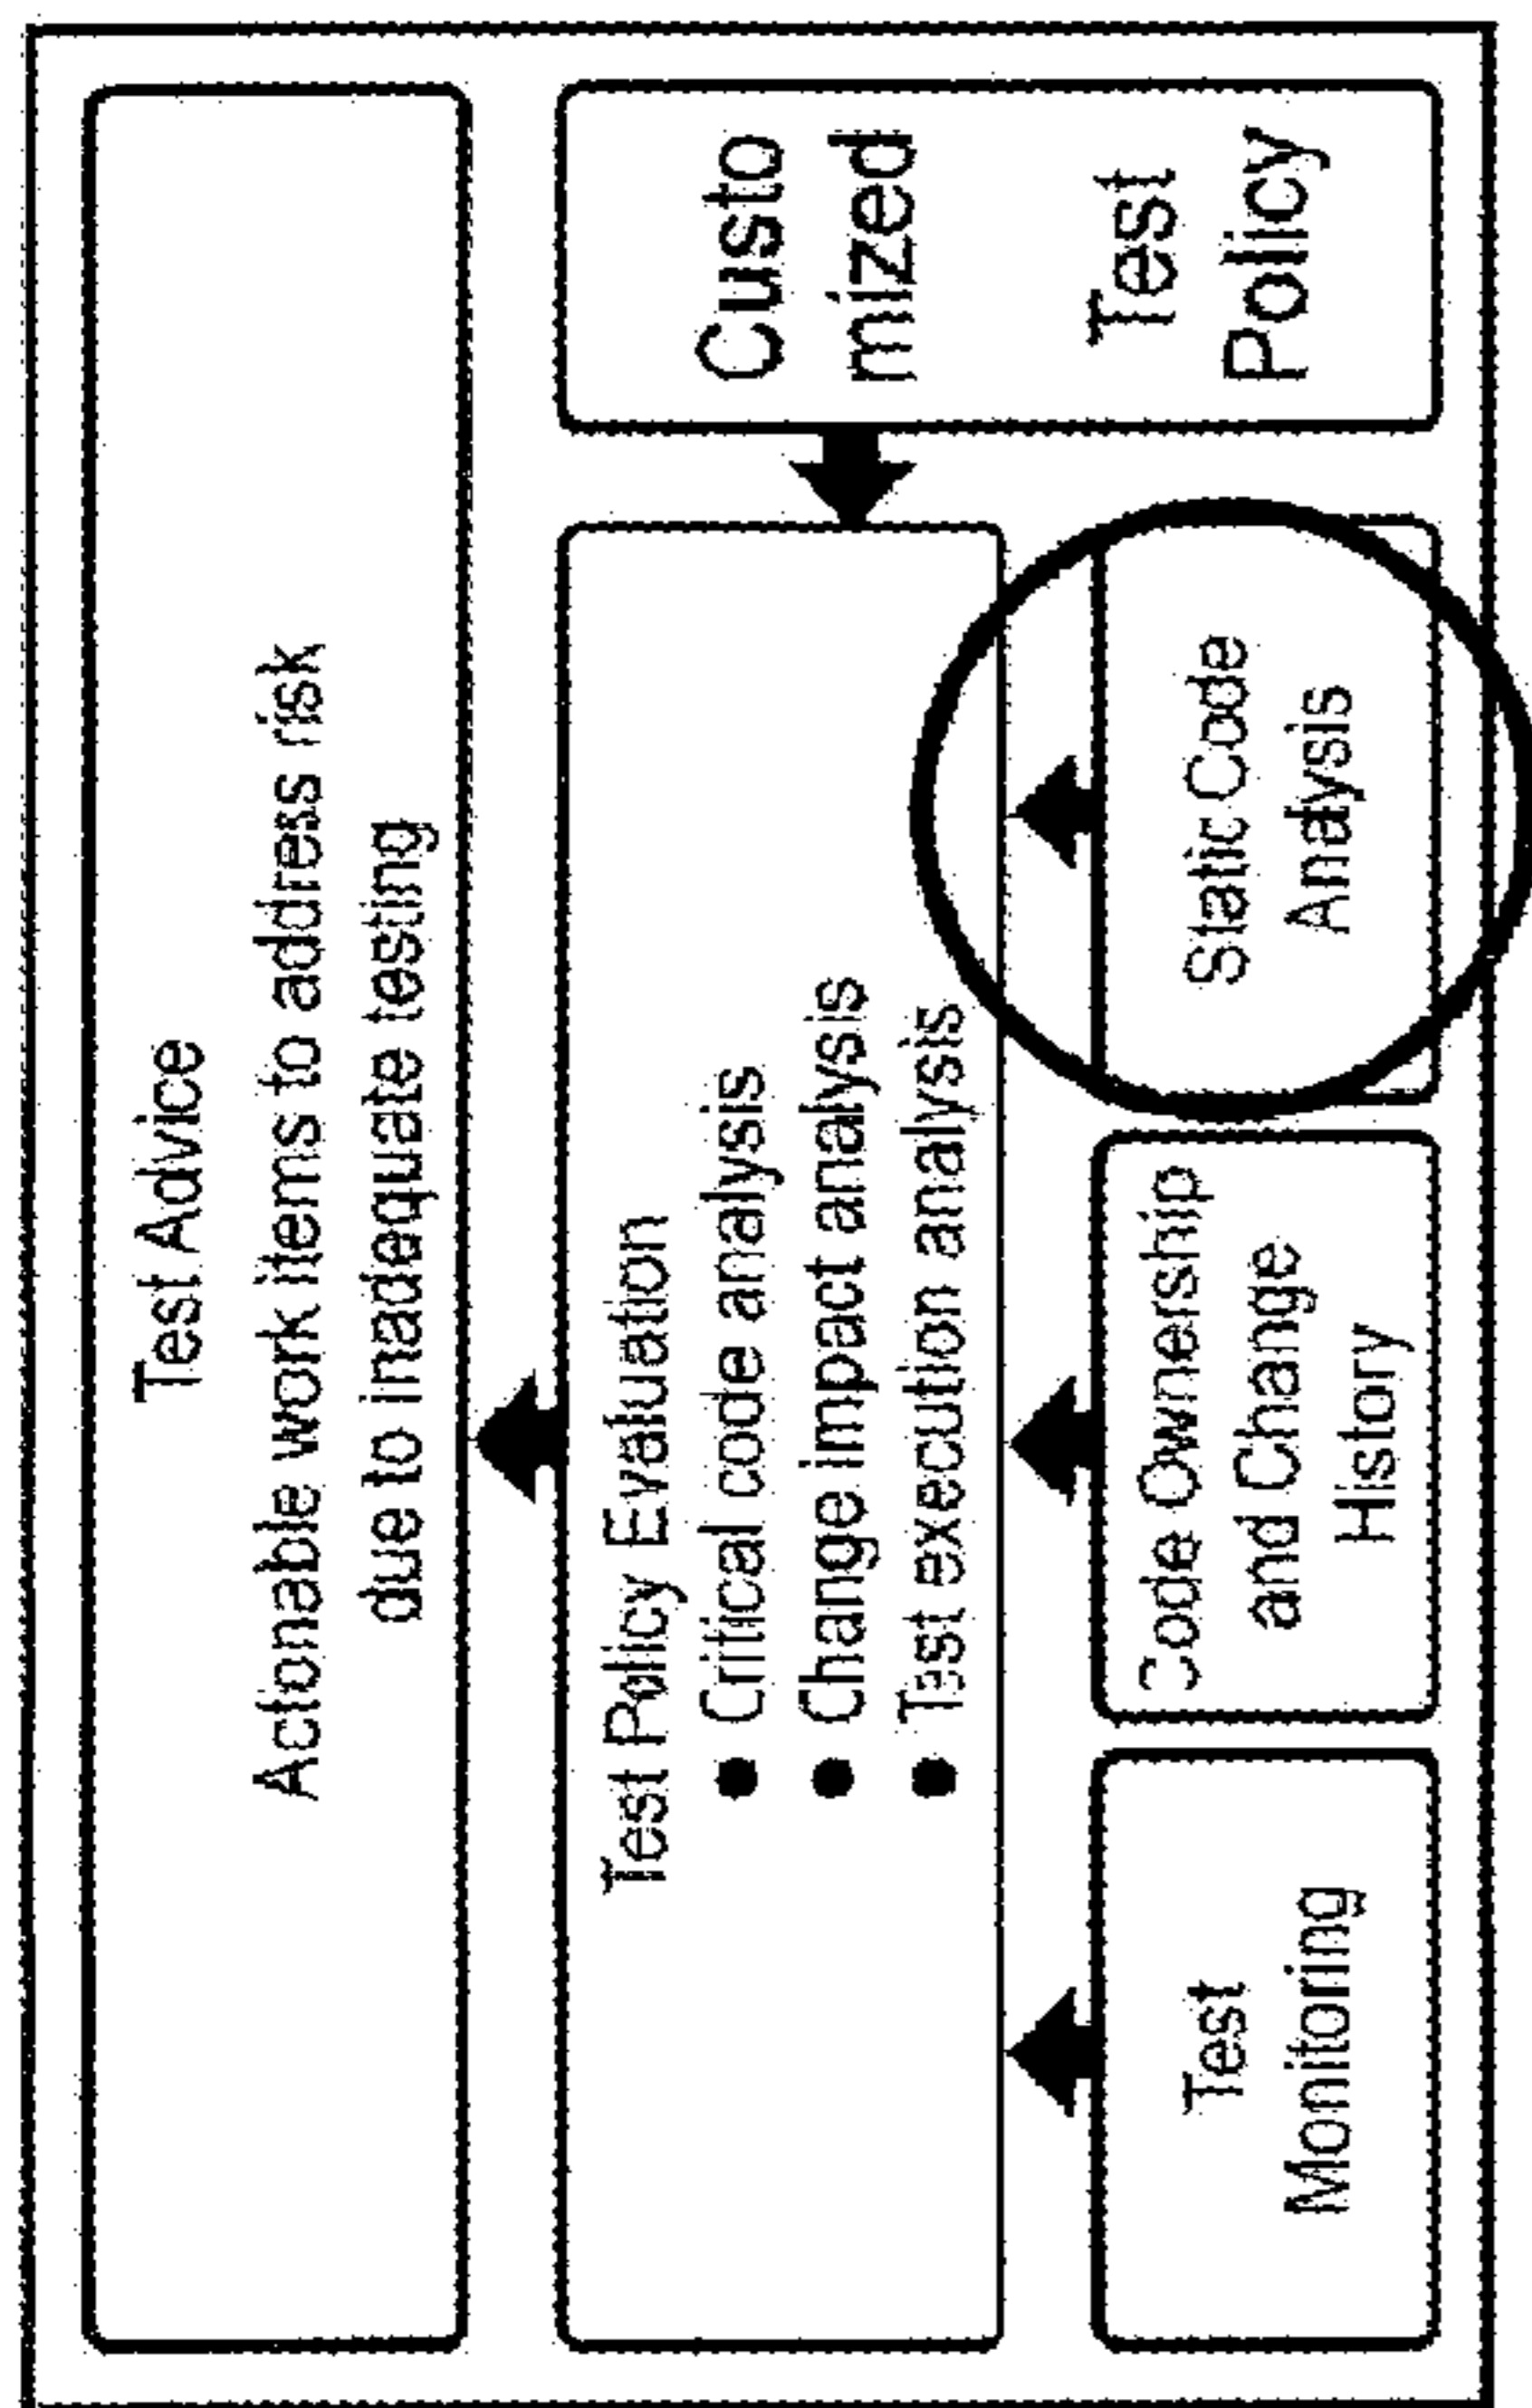 Test Advice
Actionable work items to address risk
due to inadequate testing
Test Policy Evaluation
● Critical code analysis
● Change impact analysis
● Test execution analysis
Custo
mized
Test
Policy
Test
Monitoring
Code Ownership
and Change
History
Static Code
Analysis